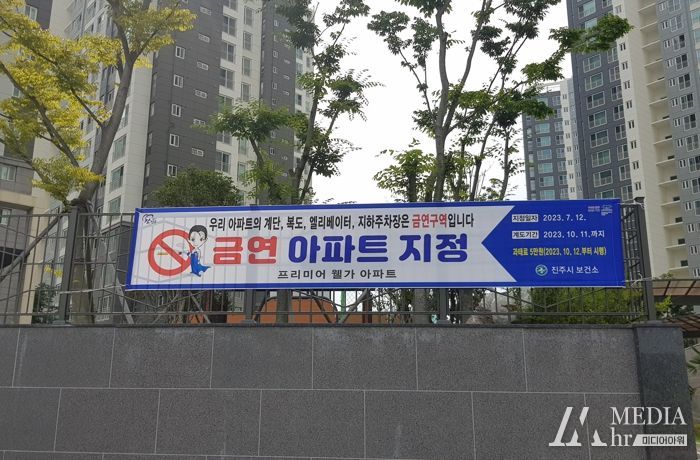 우리 아파트의 계단, 복도, 엘리베이터, 지하주차장은 금연구역입니다
금연 아파트 지정
프리미어 웰가 아파트
지정일자 2023. 7. 12.
계도기간 2023. 10. 11.까지
과태료 5만원(2023. 10. 12.부터 시행)
진주시 보건소
MEDIA
hr
미디어아워